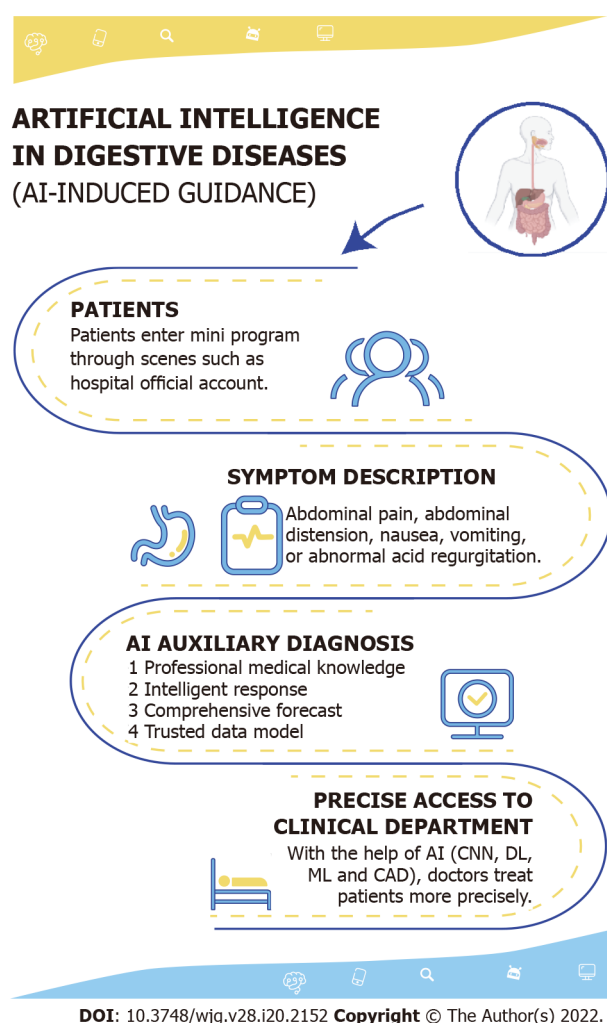 ARTIFICIAL INTELLIGENCE
IN DIGESTIVE DISEASES
(AI-INDUCED GUIDANCE)
PATIENTS
Patients enter mini program
through scenes such as
hospital official account.
SYMPTOM DESCRIPTION
Abdominal pain, abdominal
distension, nausea, vomiting,
or abnormal acid regurgitation.
AI AUXILIARY DIAGNOSIS
1 Professional medical knowledge
2 Intelligent response
3 Comprehensive forecast
4 Trusted data model
PRECISE ACCESS TO
CLINICAL DEPARTMENT
With the help of AI (CNN, DL,
ML and CAD), doctors treat
patients more precisely.
DOI: 10.3748/wjg.v28.i20.2152 Copyright © The Author(s) 2022.